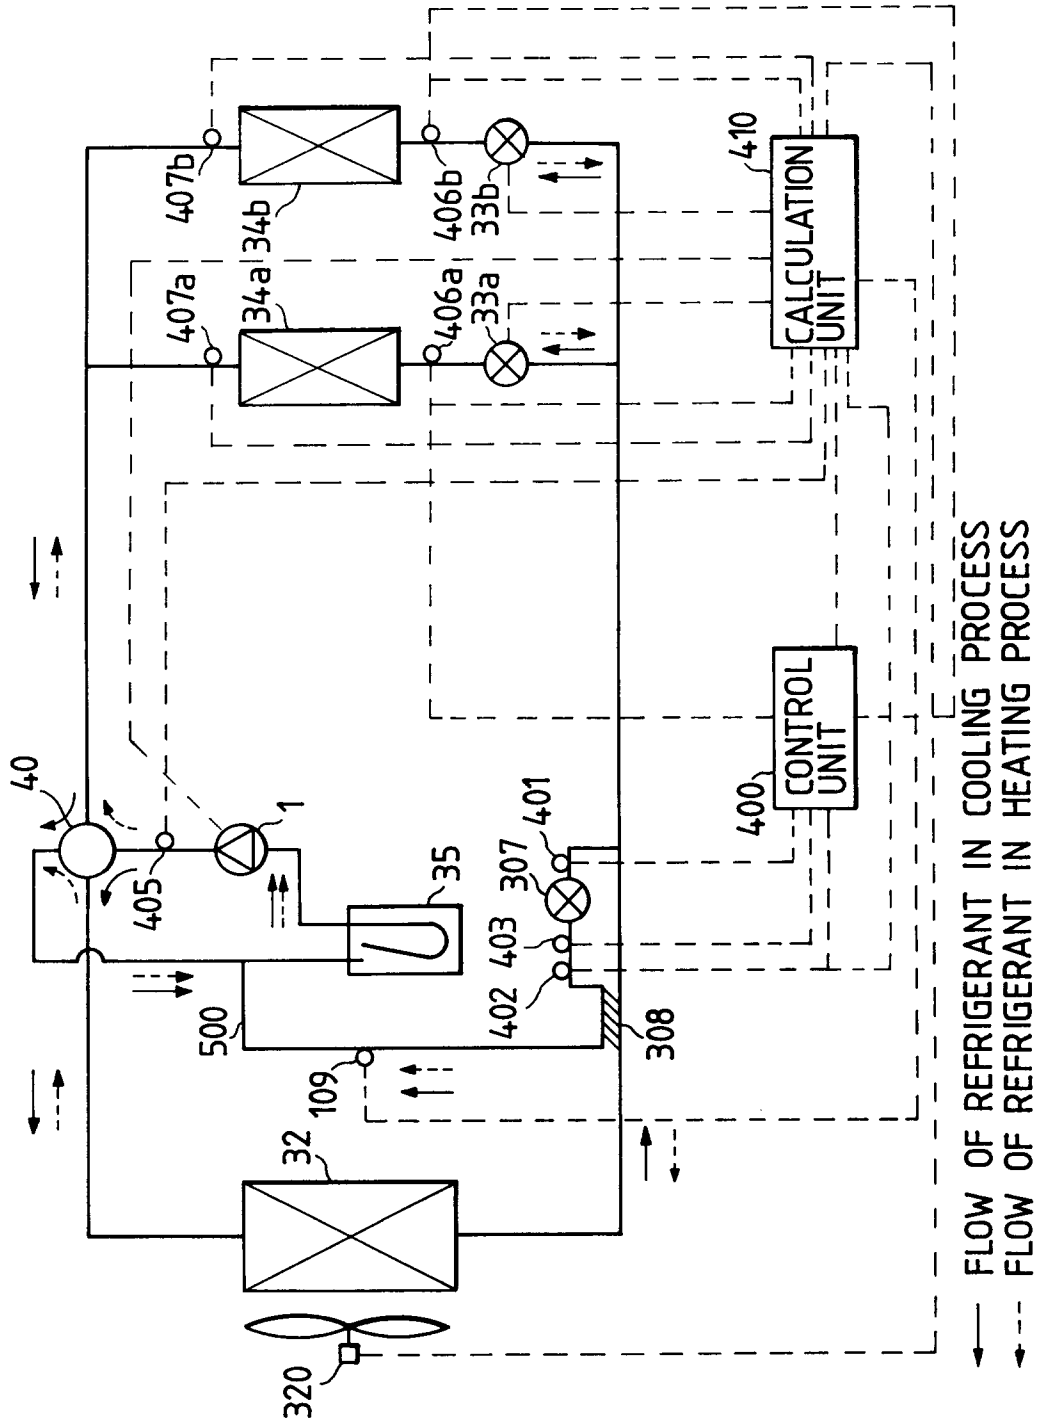 40
1
405
35
500
109
32
320
407a
34a
406a
33a
407b
34b
406b
33b
401
307
403
402
308
400
CONTROL
UNIT
410
CALCULATION
UNIT
FLOW OF REFRIGERANT IN COOLING PROCESS
FLOW OF REFRIGERANT IN HEATING PROCESS